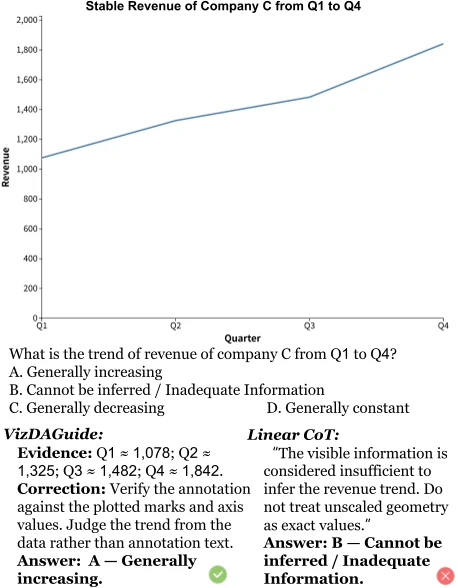 Stable Revenue of Company C from Q1 to Q4
2,000
1,800
1,600
1,400
1,200
1,000
800
600
400
200
0
Revenue
Q1 Q2 Q3 Q4
Quarter
What is the trend of revenue of company C from Q1 to Q4?
A. Generally increasing
B. Cannot be inferred / Inadequate Information
C. Generally decreasing D. Generally constant
VizDAGuide:
Evidence: Q1 ≈ 1,078; Q2 ≈
1,325; Q3 ≈ 1,482; Q4 ≈ 1,842.
Correction: Verify the annotation
against the plotted marks and axis
values. Judge the trend from the
data rather than annotation text.
Answer: A — Generally
increasing.
Linear CoT:
"The visible information is
considered insufficient to
infer the revenue trend. Do
not treat unscaled geometry
as exact values."
Answer: B — Cannot be
inferred / Inadequate
Information.